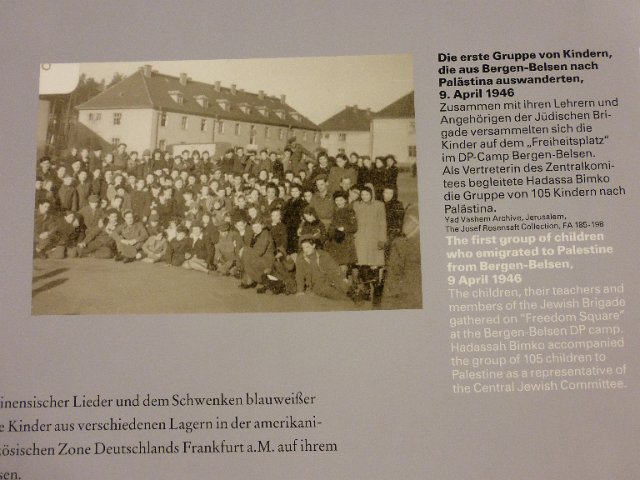 Die erste Gruppe von Kindern,
die aus Bergen-Belsen nach
Palästina auswanderten,
9. April 1946
Zusammen mit ihren Lehrern und
Angehörigen der Jüdischen Bri-
gade versammelten sich die
Kinder auf dem „Freiheitsplatz“
im DP-Camp Bergen-Belsen.
Als Vertreterin des Zentralkomi-
tees begleitete Hadassa Bimko
die Gruppe von 105 Kindern nach
Palästina.
Yad Vashem Archive, Jerusalem,
The Josef Rosensaft Collection, FA 185-198
The first group of children
who emigrated to Palestine
from Bergen-Belsen,
9 April 1946
The children, their teachers and
members of the Jewish Brigade
gathered on "Freedom Square"
at the Bergen-Belsen DP camp.
Hadassah Bimko accompanied
the group of 105 children to
Palestine as a representative of
the Central Jewish Committee.
inensischer Lieder und dem Schwenken blauweißer
e Kinder aus verschiedenen Lagern in der amerikani-
zösischen Zone Deutschlands Frankfurt a.M. auf ihrem
sen.